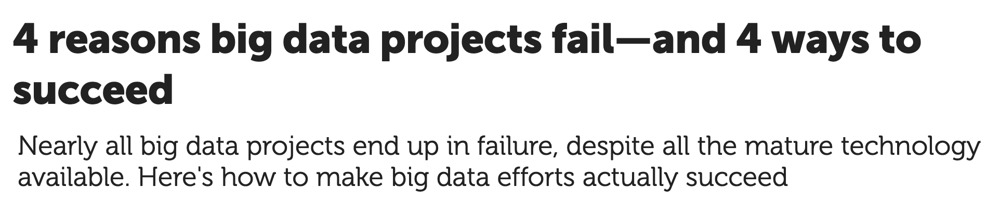 4 reasons big data projects fail—and 4 ways to
succeed
Nearly all big data projects end up in failure, despite all the mature technology
available. Here's how to make big data efforts actually succeed